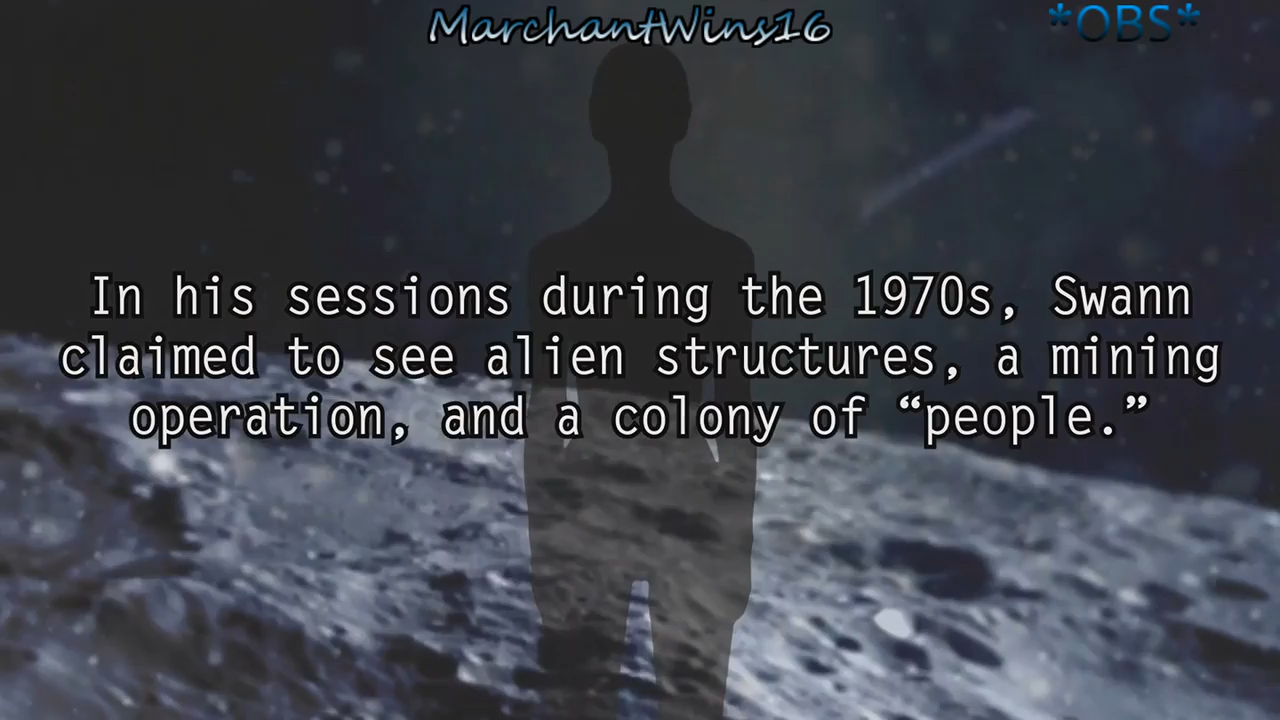 MarchantWins16
*OBS*
In his sessions during the 1970s, Swann
claimed to see alien structures, a mining
operation, and a colony of “people.”